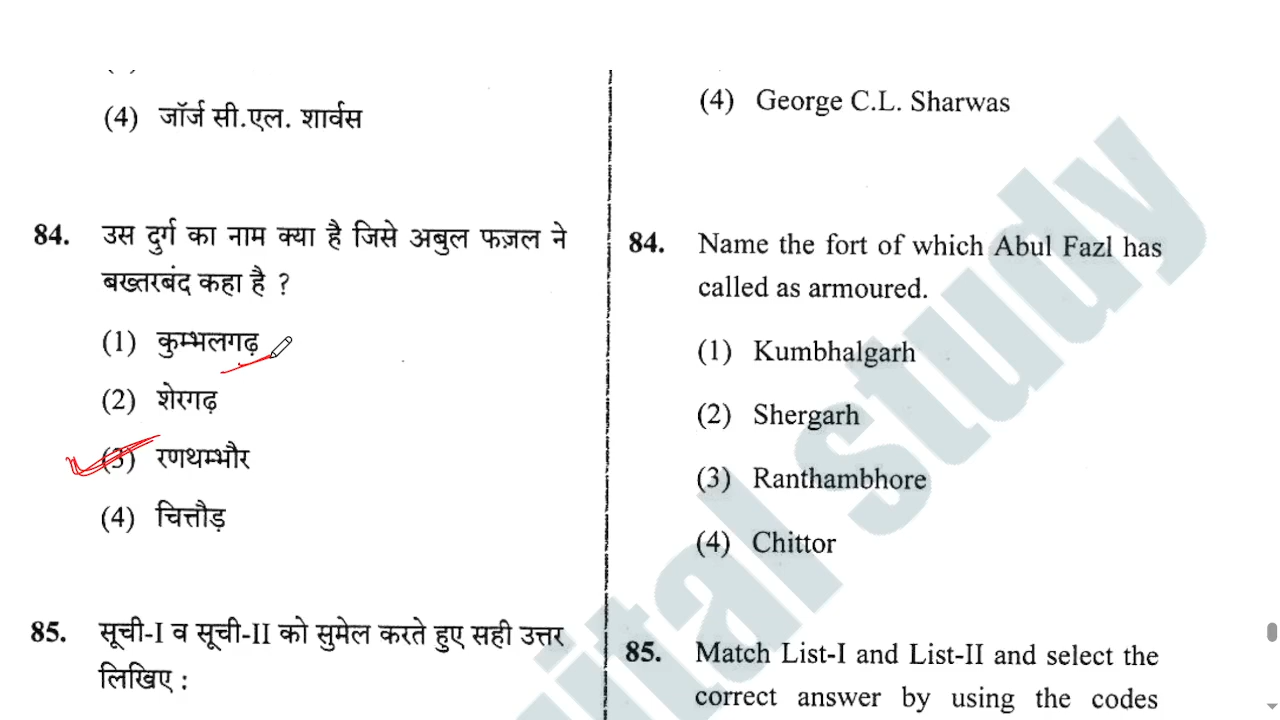 (4) जॉर्ज सी.एल. शार्वस
84. उस दुर्ग का नाम क्या है जिसे अबुल फज़ल ने
बख्तरबंद कहा है ?
(1) कुम्भलगढ़
(2) शेरगढ़
(3) रणथम्भौर
(4) चित्तौड़
85. सूची-I व सूची-II को सुमेल करते हुए सही उत्तर
लिखिए :
(4) George C.L. Sharwas
84. Name the fort of which Abul Fazl has
called as armoured.
(1) Kumbhalgarh
(2) Shergarh
(3) Ranthambhore
(4) Chittor
85. Match List-I and List-II and select the
correct answer by using the codes
ital study